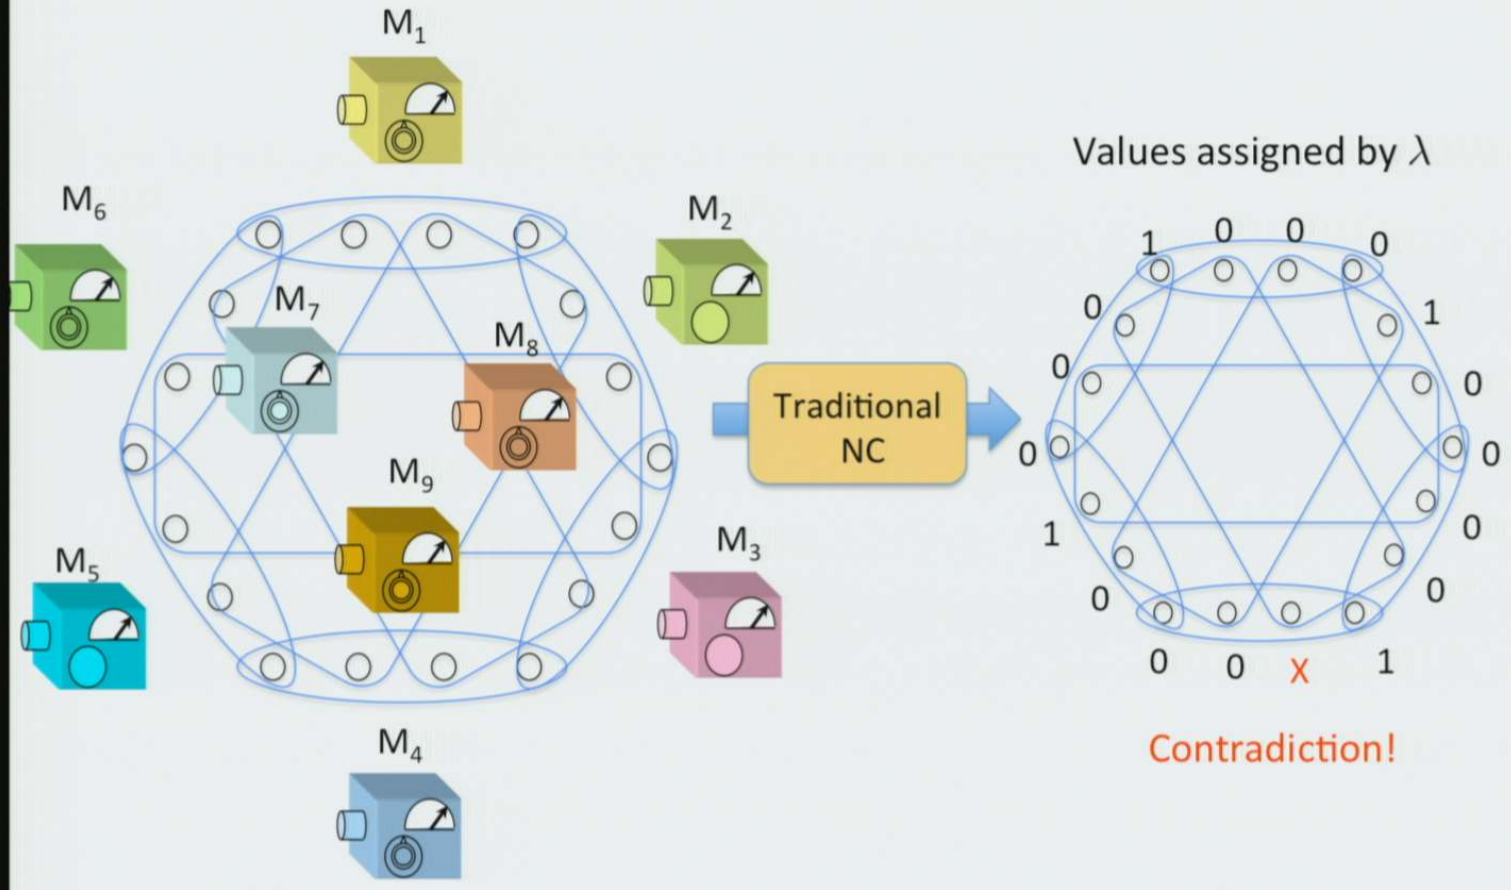 M₁
M₆
M₂
M₇
M₈
M₉
M₅
M₃
M₄
Traditional
NC
Values assigned by λ
1 0 0 0
0 1
0 0
0 0
1 0
0 0
0 0 X 1
Contradiction!